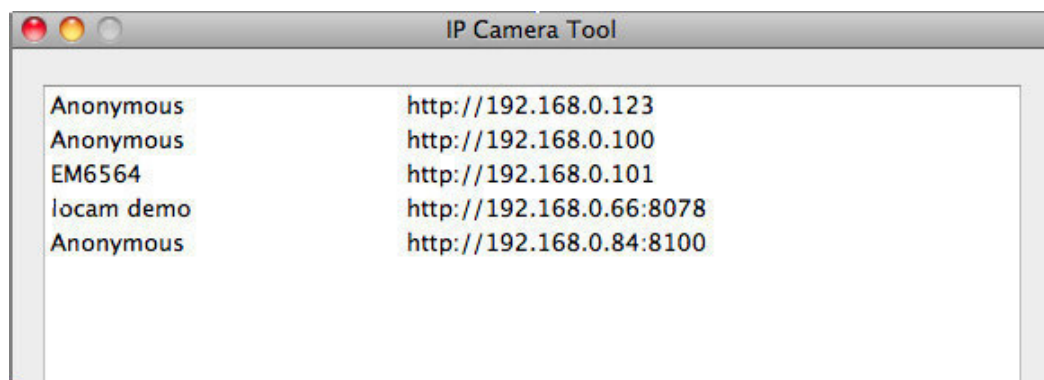 IP Camera Tool
Anonymous http://192.168.0.123
Anonymous http://192.168.0.100
EM6564 http://192.168.0.101
locam demo http://192.168.0.66:8078
Anonymous http://192.168.0.84:8100